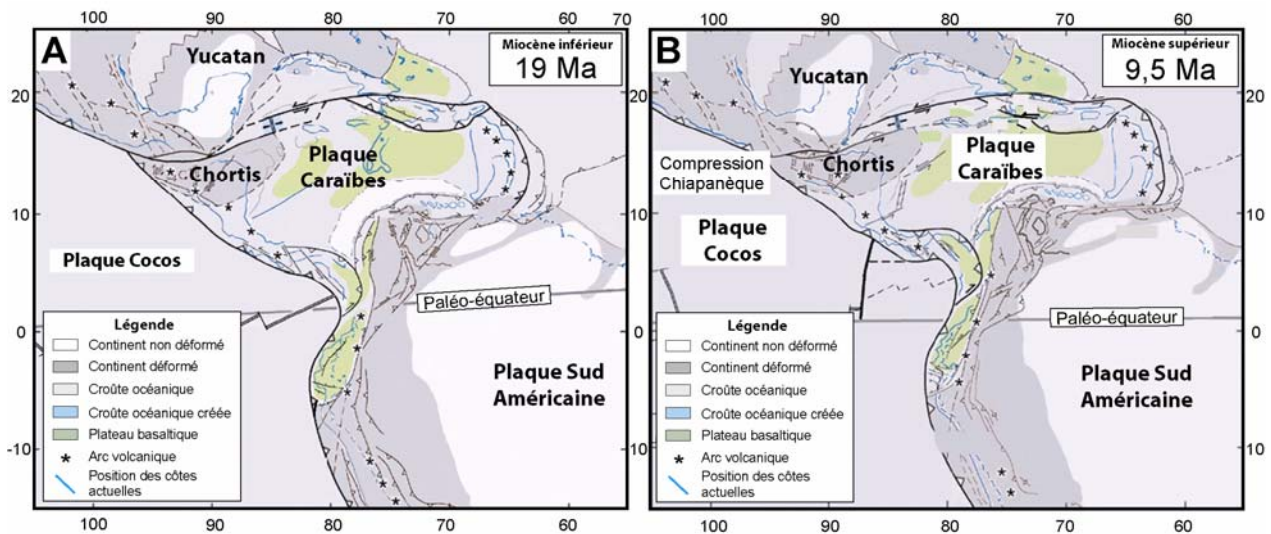 100 90 80 70 60
A
Yucatan
Miocène inférieur
19 Ma
20
Chortis
Plaque
Caraïbes
10
Plaque Cocos
Paléo-équateur
0
Légende
Continent non déformé
Continent déformé
Croûte océanique
Croûte océanique créée
Plateau basaltique
Arc volcanique
Position des côtes
actuelles
Plaque Sud
Américaine
-10
100 90 80 70 60
100 90 80 70 60 70
B
Yucatan
Miocène supérieur
9,5 Ma
20
Compression
Chiapanèque
Chortis
Plaque
Caraïbes
10
10
Plaque
Cocos
Paléo-équateur
0
0
Légende
Continent non déformé
Continent déformé
Croûte océanique
Croûte océanique créée
Plateau basaltique
Arc volcanique
Position des côtes
actuelles
Plaque Sud
Américaine
10
10
100 90 80 70 60